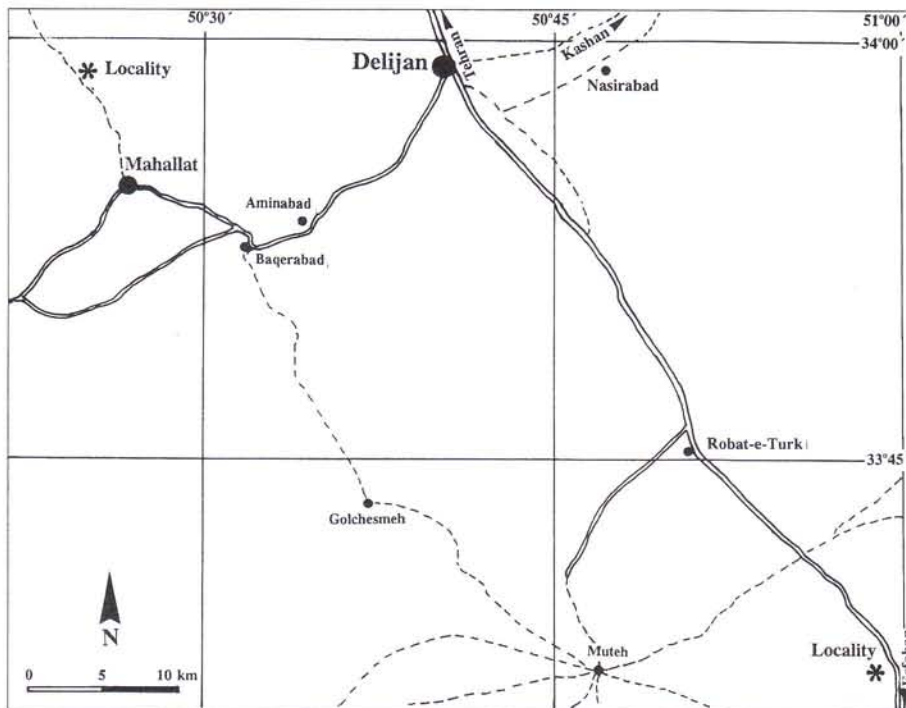 50°30´
50°45´
51°00´
34°00´
Locality
Delijan
Tehran
Kashan
Nasirabad
Mahallat
Aminabad
Baqerabad
Robat-e-Turk
33°45
Golchesmeh
N
Muteh
Locality
0 5 10 km